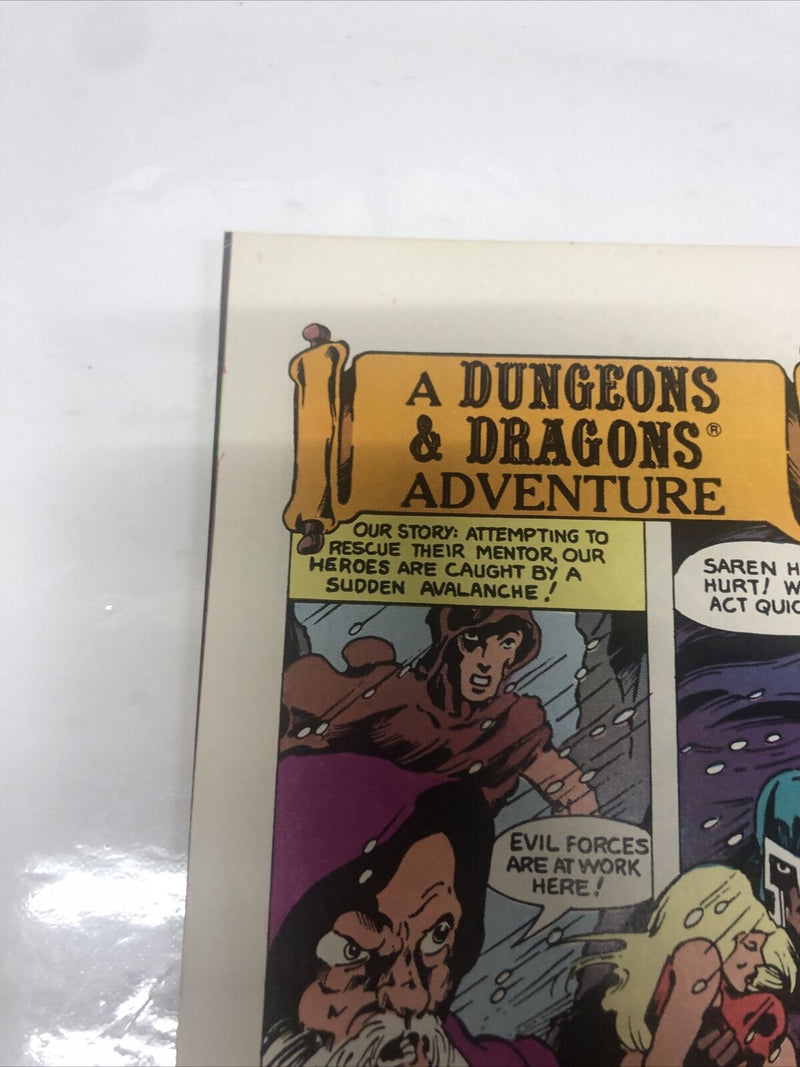 A DUNGEONS
& DRAGONS®
ADVENTURE
OUR STORY: ATTEMPTING TO
RESCUE THEIR MENTOR, OUR
HEROES ARE CAUGHT BY A
SUDDEN AVALANCHE!
SAREN H
HURT! W
ACT QUIC
EVIL FORCES
ARE AT WORK
HERE!